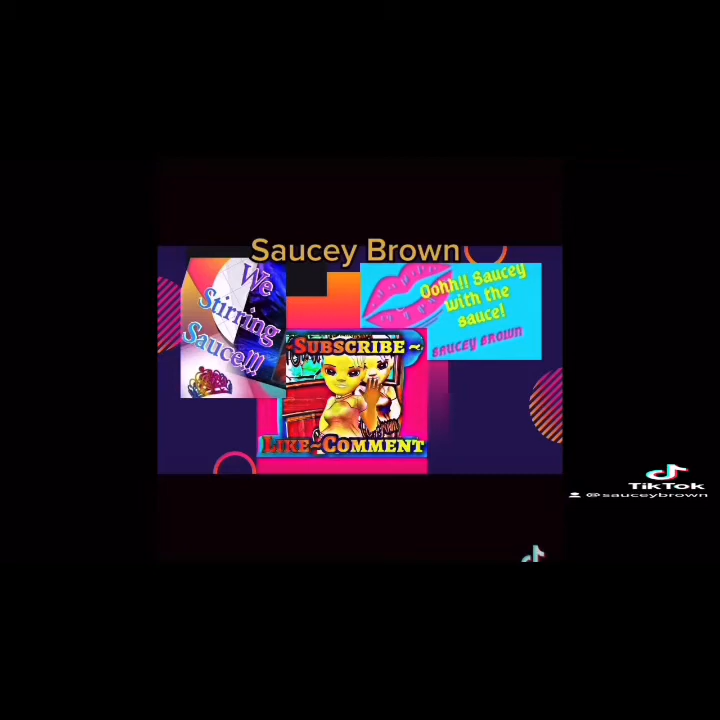 Saucey Brown
We
Stirring
Sauce!!!
Oohh!! Saucey
with the
sauce!
SAUCEY BROWN
~SUBSCRIBE~
LIKE~COMMENT
TikTok
@sauceybrown